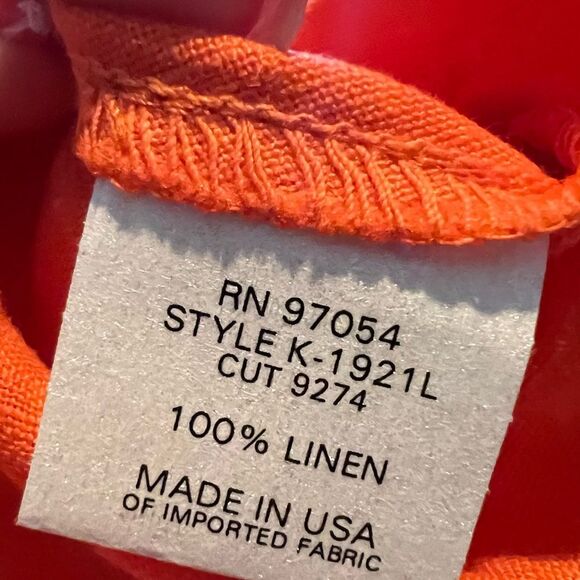 RN 97054
STYLE K-1921L
CUT 9274
100% LINEN
MADE IN USA
OF IMPORTED FABRIC